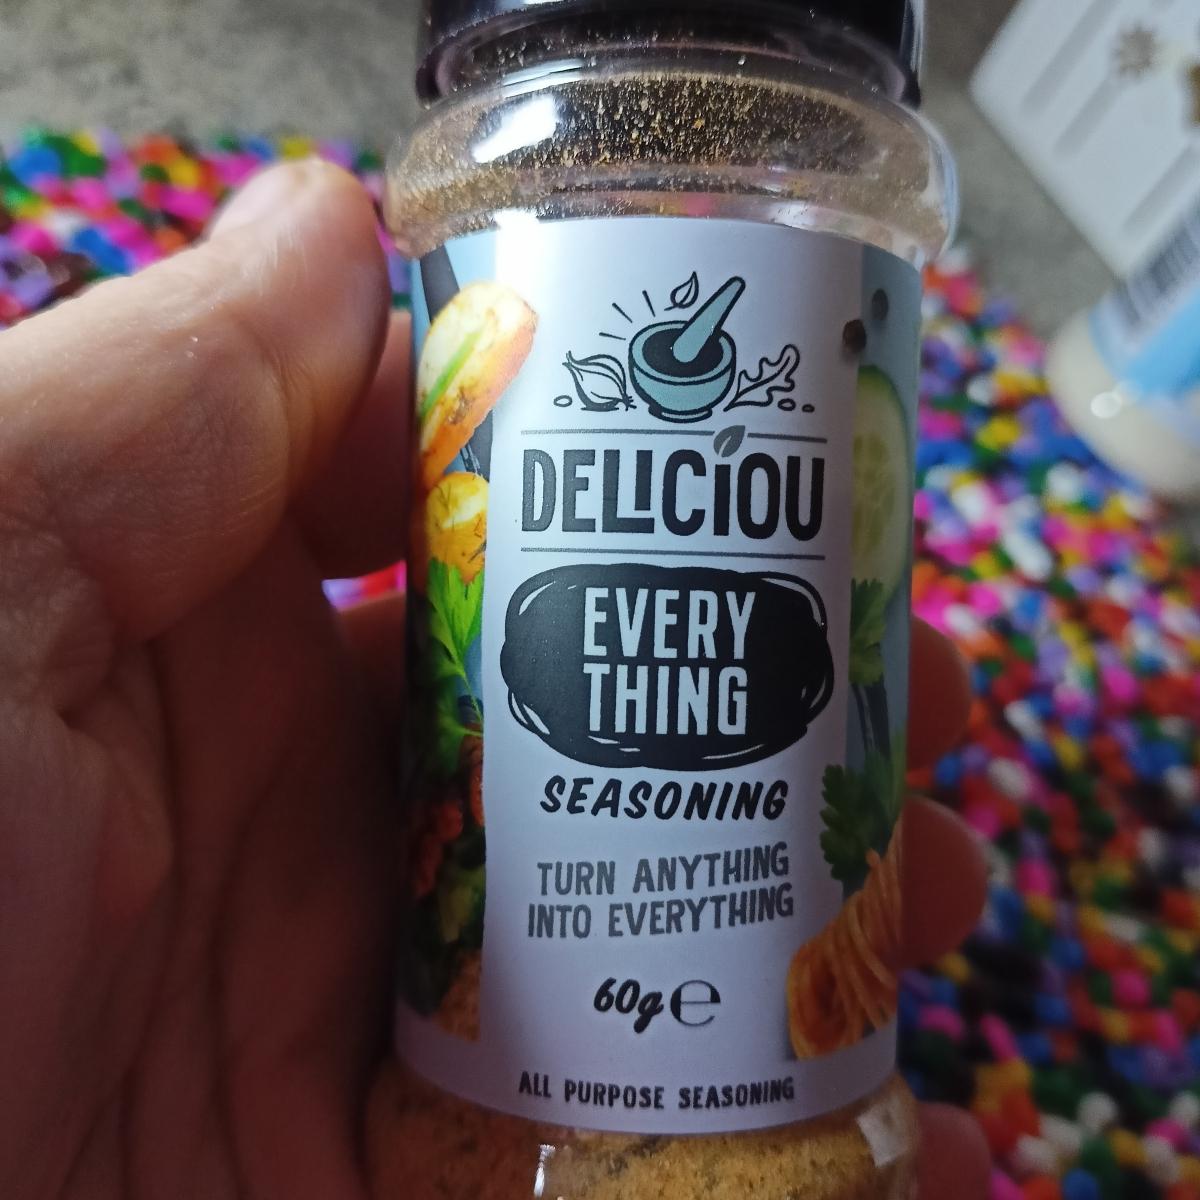 DELICIOU
EVERY
THING
SEASONING
TURN ANYTHING
INTO EVERYTHING
60g ℮
ALL PURPOSE SEASONING